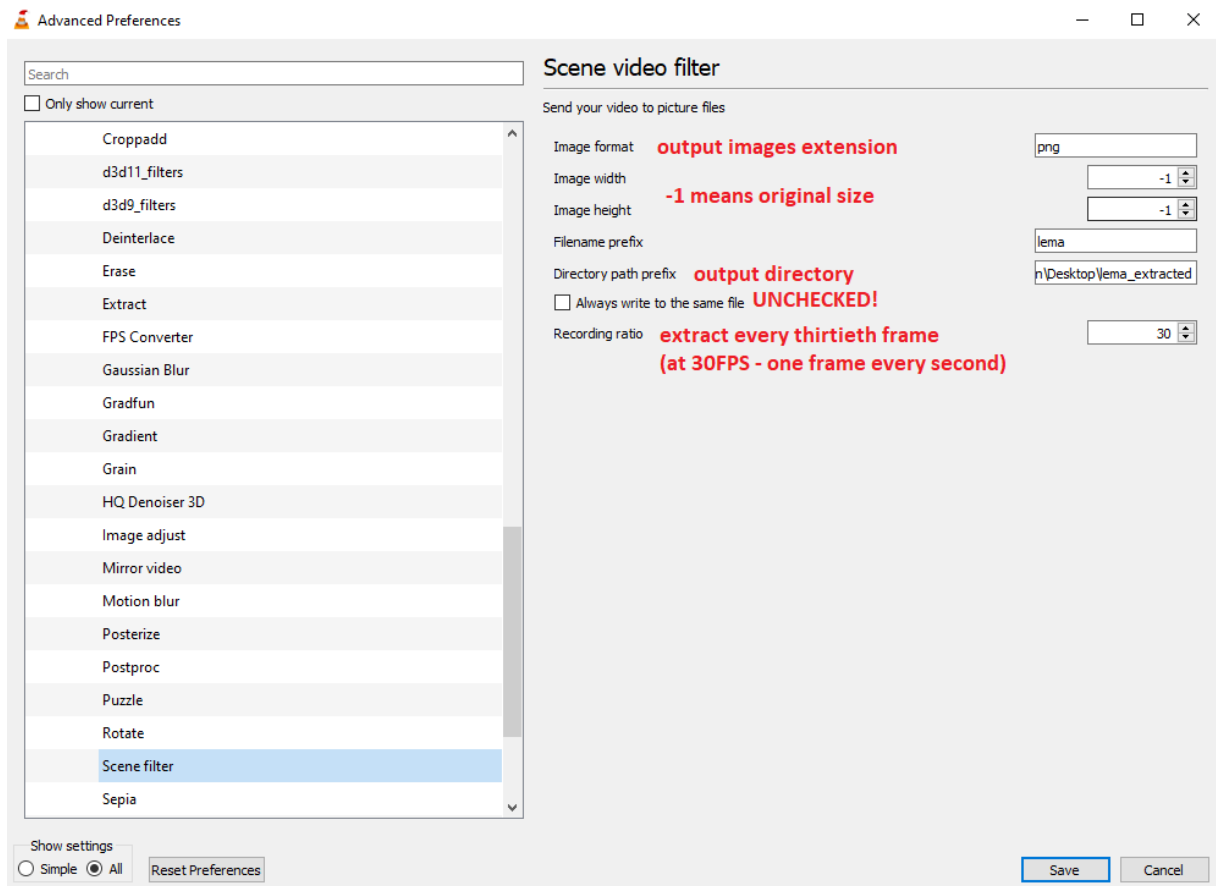 Advanced Preferences
Search
Only show current
Croppadd
d3d11_filters
d3d9_filters
Deinterlace
Erase
Extract
FPS Converter
Gaussian Blur
Gradfun
Gradient
Grain
HQ Denoiser 3D
Image adjust
Mirror video
Motion blur
Posterize
Postproc
Puzzle
Rotate
Scene filter
Sepia
Show settings
Simple All Reset Preferences
Scene video filter
Send your video to picture files
Image format output images extension png
Image width -1
-1 means original size
Image height -1
Filename prefix lema
Directory path prefix output directory n\Desktop\lema_extracted
Always write to the same file UNCHECKED!
Recording ratio extract every thirtieth frame 30
(at 30FPS - one frame every second)
Save Cancel